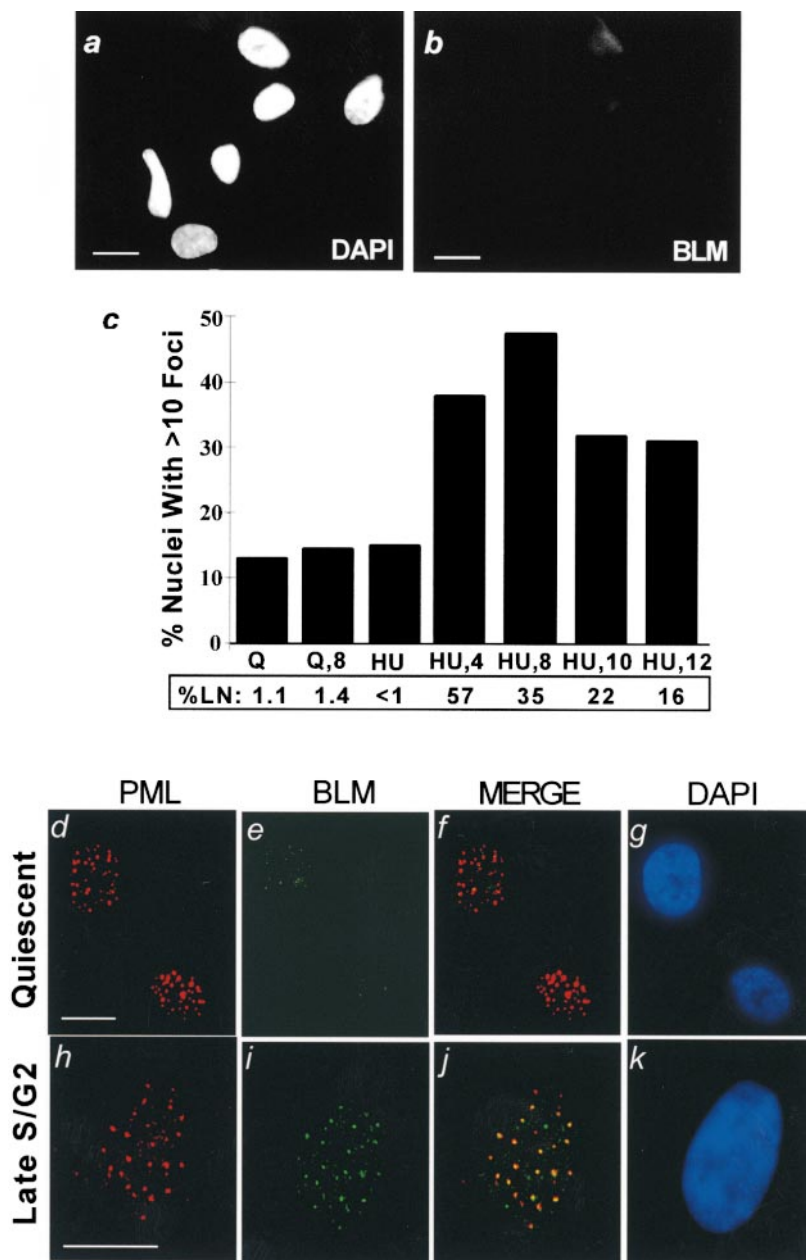 a
b
DAPI
BLM
c
% Nuclei With >10 Foci
50
40
30
20
10
0
Q Q,8 HU HU,4 HU,8 HU,10 HU,12
%LN: 1.1 1.4 <1 57 35 22 16
PML BLM MERGE DAPI
Quiescent
d e f g
Late S/G2
h i j k